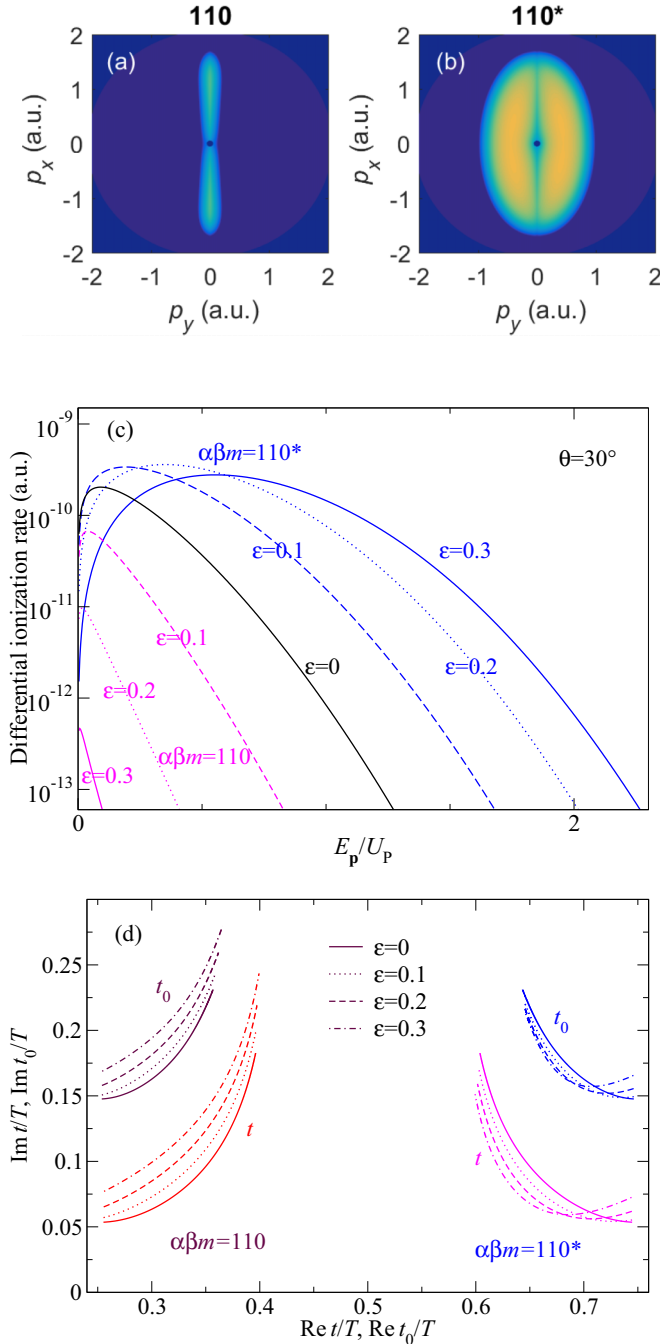 110 110*
(a) (b)
2 2
1 1
0 0
-1 -1
-2 -2
p_x (a.u.) p_x (a.u.)
-2 -1 0 1 2 -2 -1 0 1 2
p_y (a.u.) p_y (a.u.)
(c)
10^-9
10^-10
10^-11
10^-12
10^-13
Differential ionization rate (a.u.)
αβm=110*
θ=30°
ε=0.3
ε=0.1
ε=0.1
ε=0
ε=0.2
ε=0.2
αβm=110
ε=0.3
0 2
E_p/U_P
(d)
0.25
0.2
0.15
0.1
0.05
0
Im t/T, Im t_0/T
ε=0
ε=0.1
ε=0.2
ε=0.3
t_0
t_0
t
t
αβm=110
αβm=110*
0.3 0.4 0.5 0.6 0.7
Re t/T, Re t_0/T